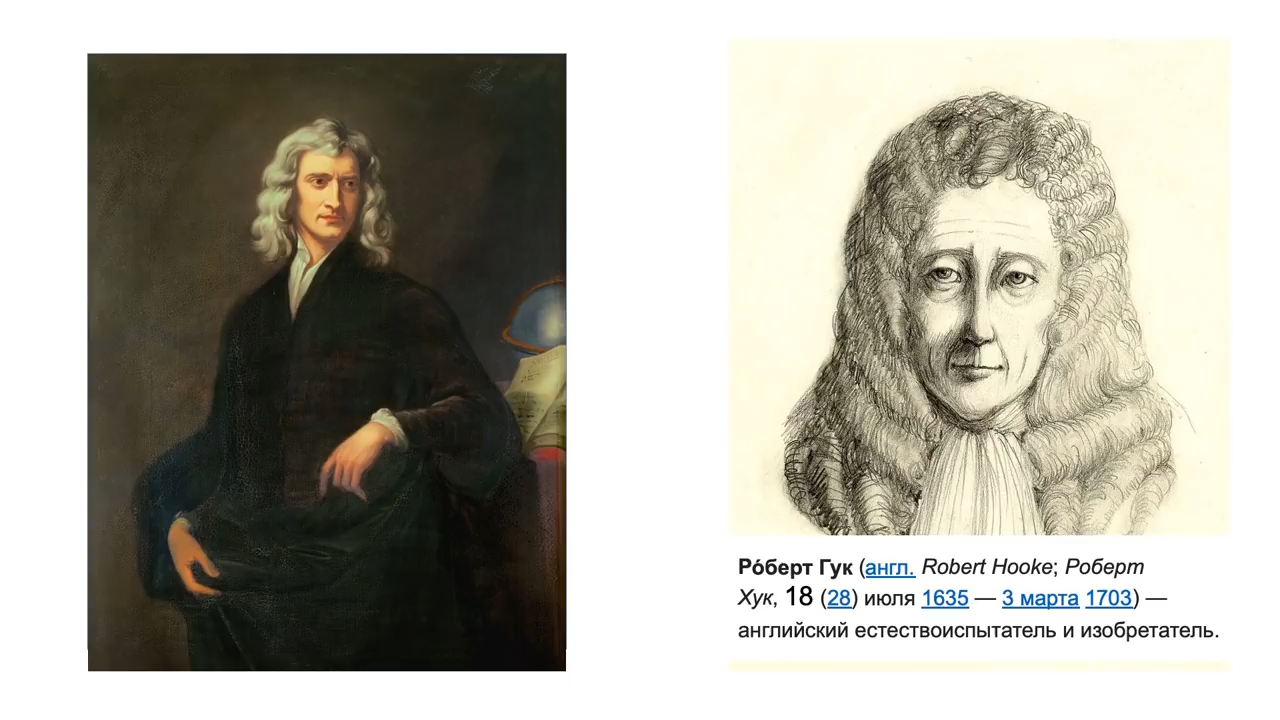 Ро́берт Гук (англ. Robert Hooke; Роберт
Хук, 18 (28) июля 1635 — 3 марта 1703) —
английский естествоиспытатель и изобретатель.